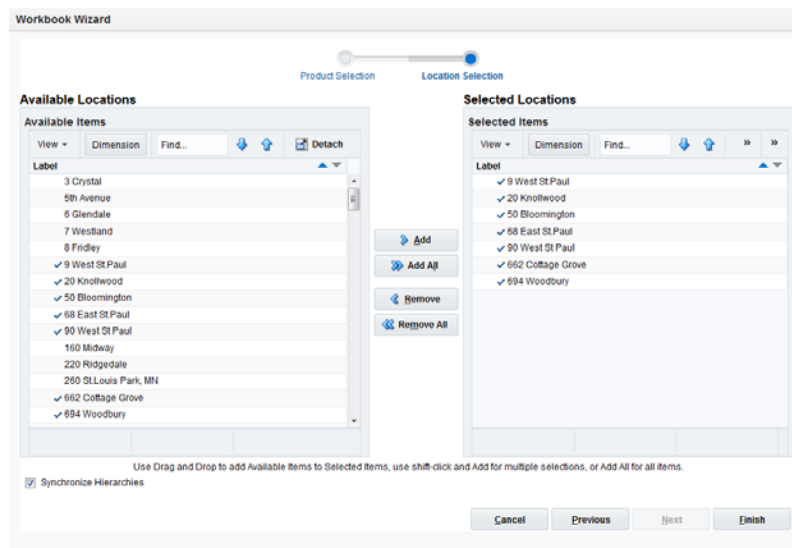 Workbook Wizard
Product Selection
Location Selection
Available Locations
Available Items
View
Dimension
Find...
Detach
Label
3 Crystal
5th Avenue
6 Glendale
7 Westland
8 Fridley
9 West St.Paul
20 Knollwood
50 Bloomington
68 East St.Paul
90 West St Paul
160 Midway
220 Ridgedale
260 St.Louis Park, MN
662 Cottage Grove
694 Woodbury
Add
Add All
Remove
Remove All
Selected Locations
Selected Items
View
Dimension
Find...
»
»
Label
9 West St.Paul
20 Knollwood
50 Bloomington
68 East St.Paul
90 West St Paul
662 Cottage Grove
694 Woodbury
Use Drag and Drop to add Available Items to Selected Items, use shift-click and Add for multiple selections, or Add All for all items.
Synchronize Hierarchies
Cancel
Previous
Next
Finish